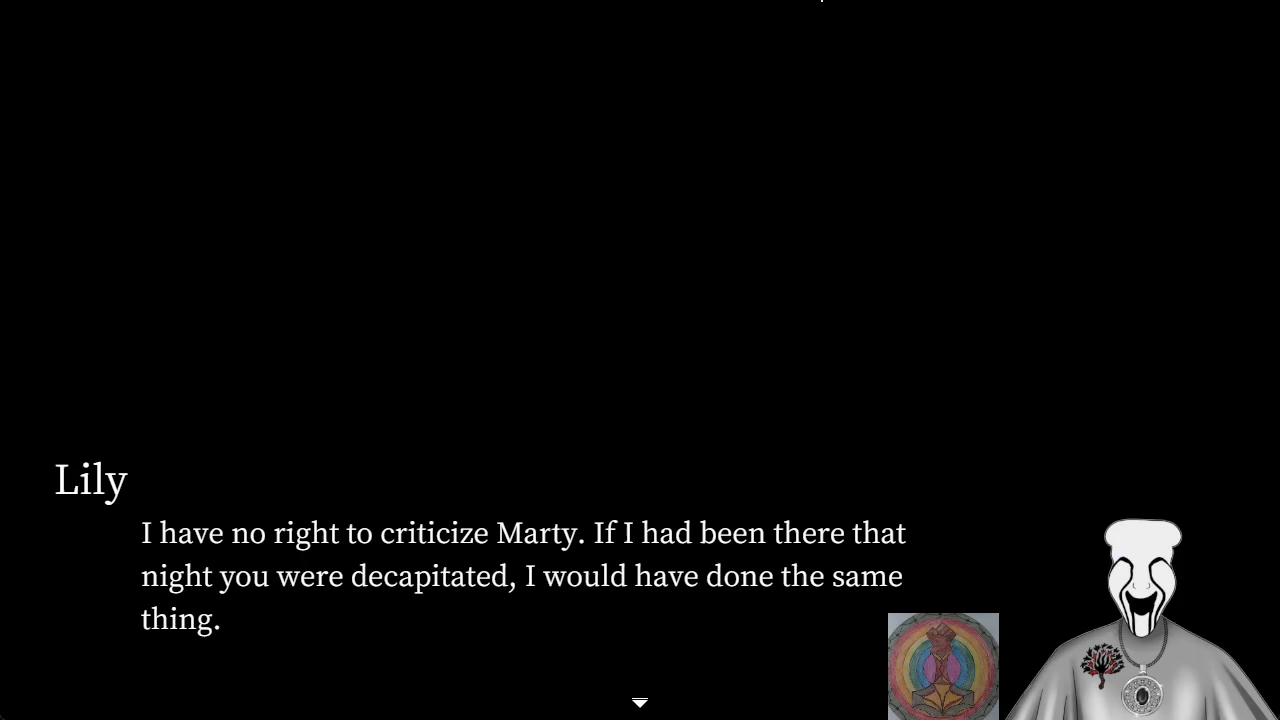 Lily
I have no right to criticize Marty. If I had been there that
night you were decapitated, I would have done the same
thing.